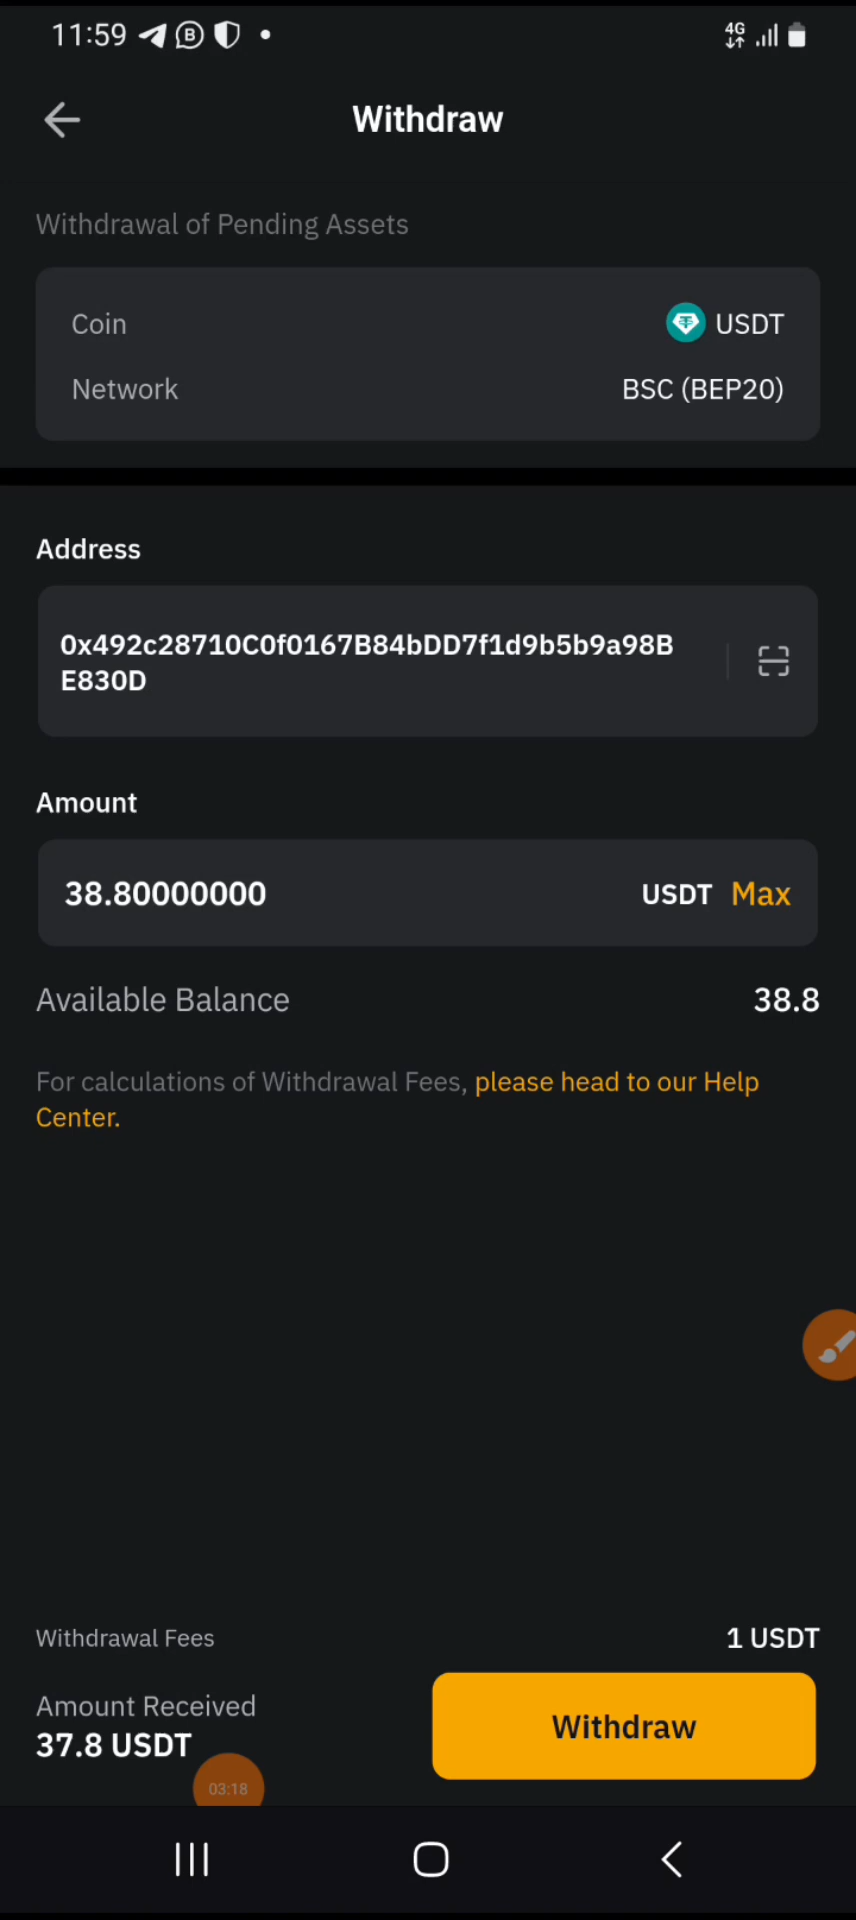 11:59
4G
Withdraw
Withdrawal of Pending Assets
Coin USDT
Network BSC (BEP20)
Address
0x492c28710C0f0167B84bDD7f1d9b5b9a98B
E830D
Amount
38.80000000 USDT Max
Available Balance 38.8
For calculations of Withdrawal Fees, please head to our Help
Center.
Withdrawal Fees 1 USDT
Amount Received
37.8 USDT
Withdraw
03:18